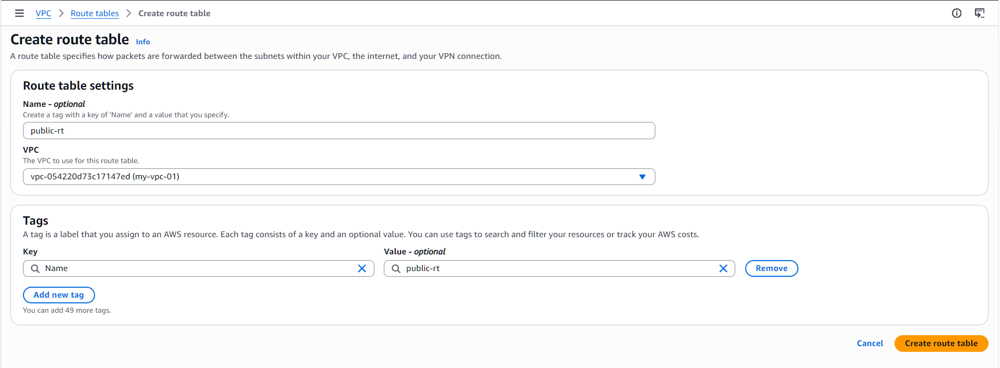 VPC > Route tables > Create route table
Create route table Info
A route table specifies how packets are forwarded between the subnets within your VPC, the internet, and your VPN connection.
Route table settings
Name - optional
Create a tag with a key of 'Name' and a value that you specify.
public-rt
VPC
The VPC to use for this route table.
vpc-054220d73c17147ed (my-vpc-01)
Tags
A tag is a label that you assign to an AWS resource. Each tag consists of a key and an optional value. You can use tags to search and filter your resources or track your AWS costs.
Key Value - optional
Name public-rt Remove
Add new tag
You can add 49 more tags.
Cancel Create route table